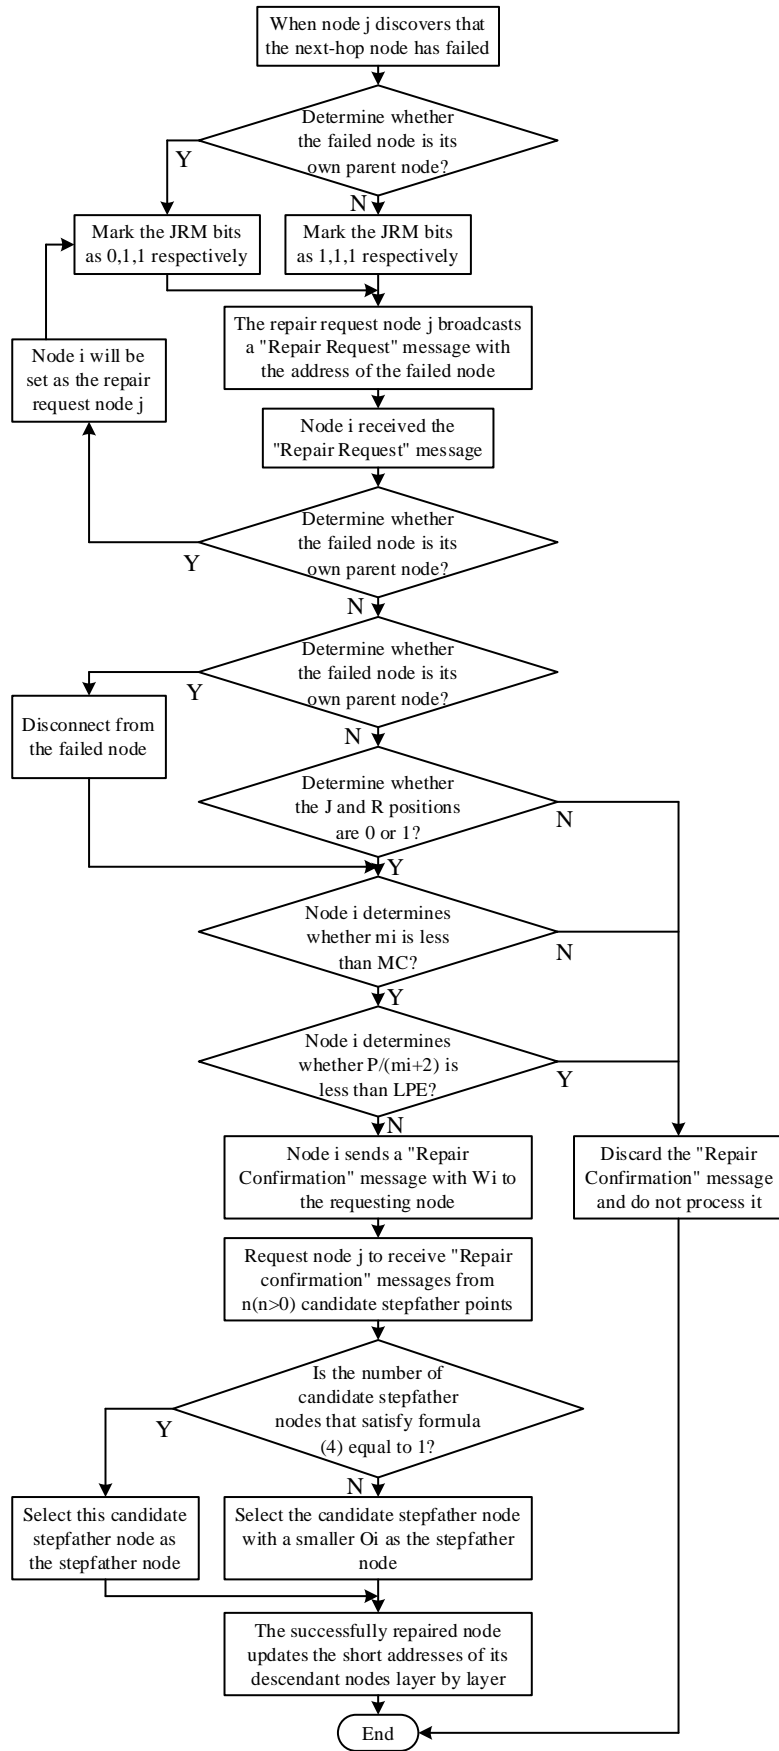 When node j discovers that
the next-hop node has failed
Determine whether
the failed node is its
own parent node?
Y
N
Mark the JRM bits
as 0,1,1 respectively
Mark the JRM bits
as 1,1,1 respectively
The repair request node j broadcasts
a "Repair Request" message with
the address of the failed node
Node i will be
set as the repair
request node j
Node i received the
"Repair Request" message
Determine whether
the failed node is its
own parent node?
Y
N
Determine whether
the failed node is its
own parent node?
Y
N
Disconnect from
the failed node
Determine whether
the J and R positions
are 0 or 1?
N
Y
Node i determines
whether mi is less
than MC?
N
Y
Node i determines
whether P/(mi+2) is
less than LPE?
Y
N
Node i sends a "Repair
Confirmation" message with Wi to
the requesting node
Discard the "Repair
Confirmation" message
and do not process it
Request node j to receive "Repair
confirmation" messages from
n(n>0) candidate stepfather points
Is the number of
candidate stepfather
nodes that satisfy formula
(4) equal to 1?
Y
N
Select this candidate
stepfather node as
the stepfather node
Select the candidate stepfather node
with a smaller Oi as the stepfather
node
The successfully repaired node
updates the short addresses of its
descendant nodes layer by layer
End